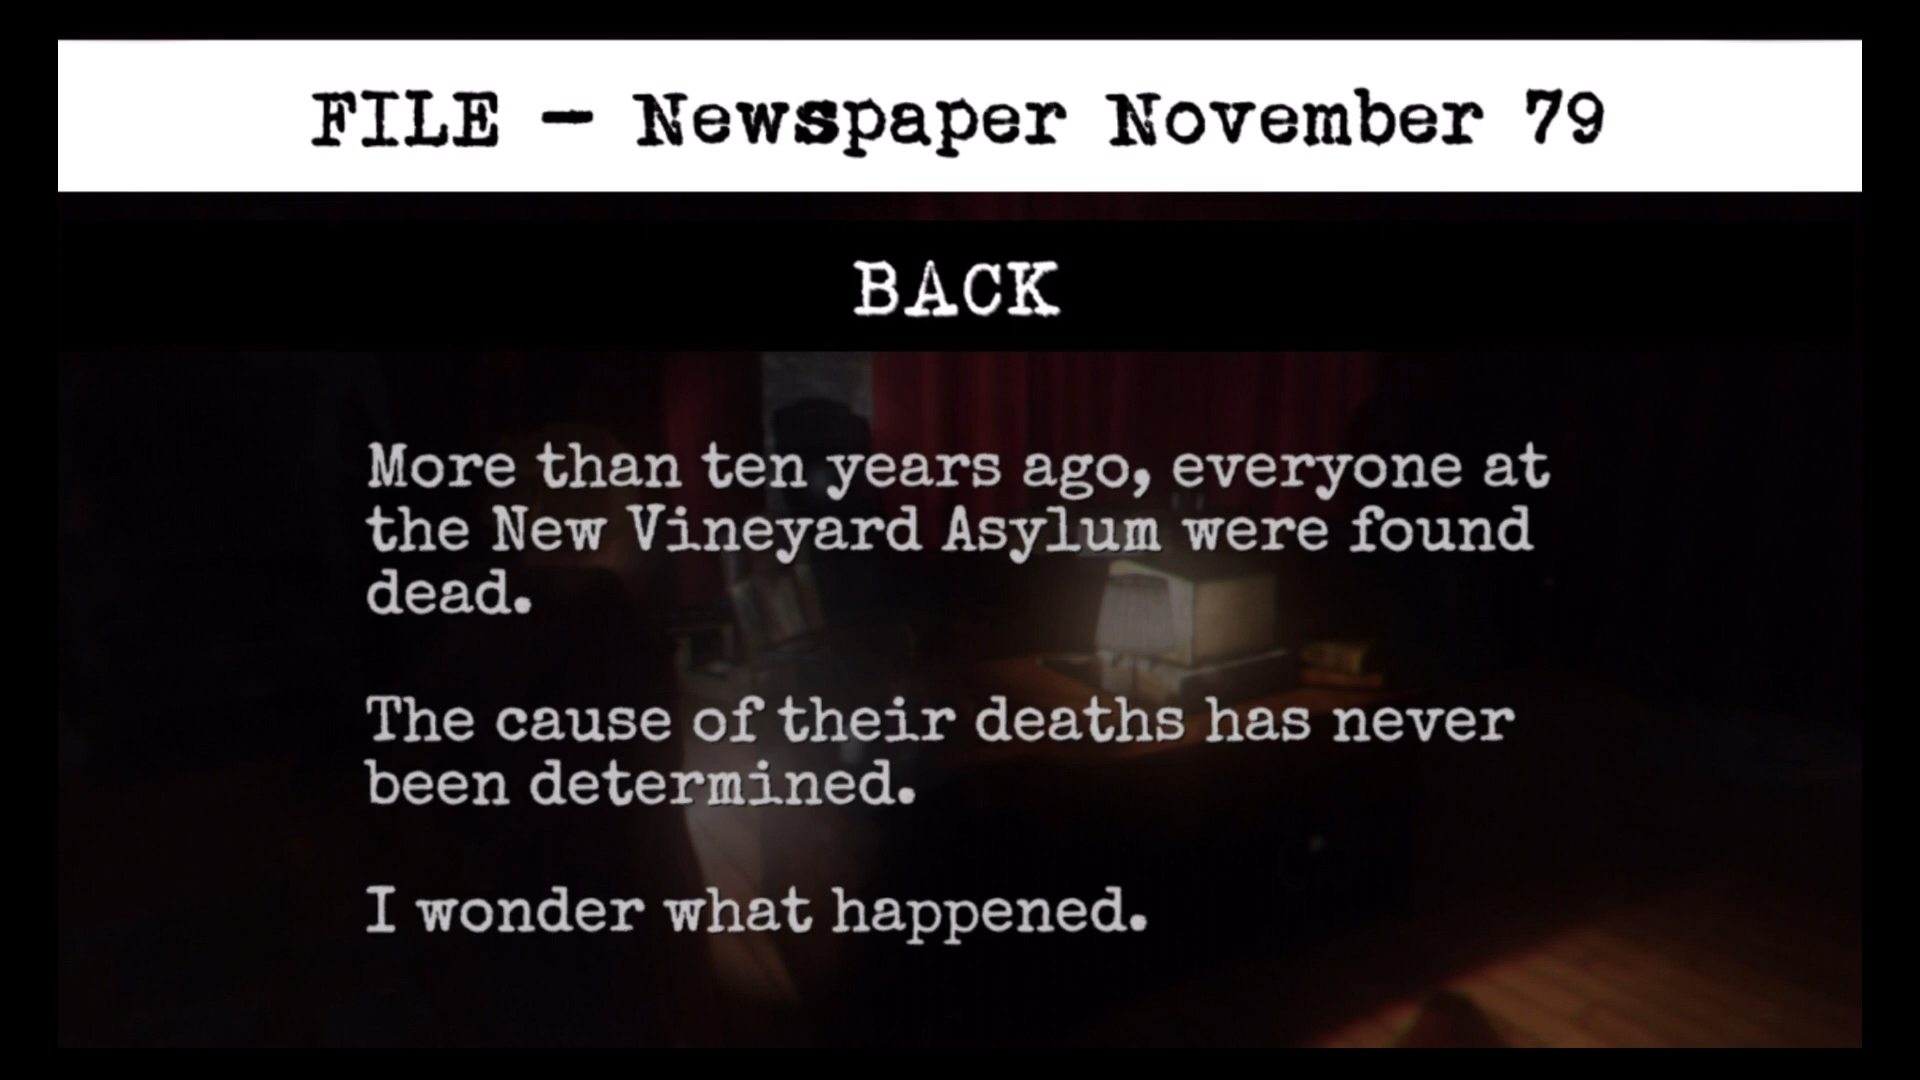 FILE - Newspaper November 79
BACK
More than ten years ago, everyone at
the New Vineyard Asylum were found
dead.
The cause of their deaths has never
been determined.
I wonder what happened.